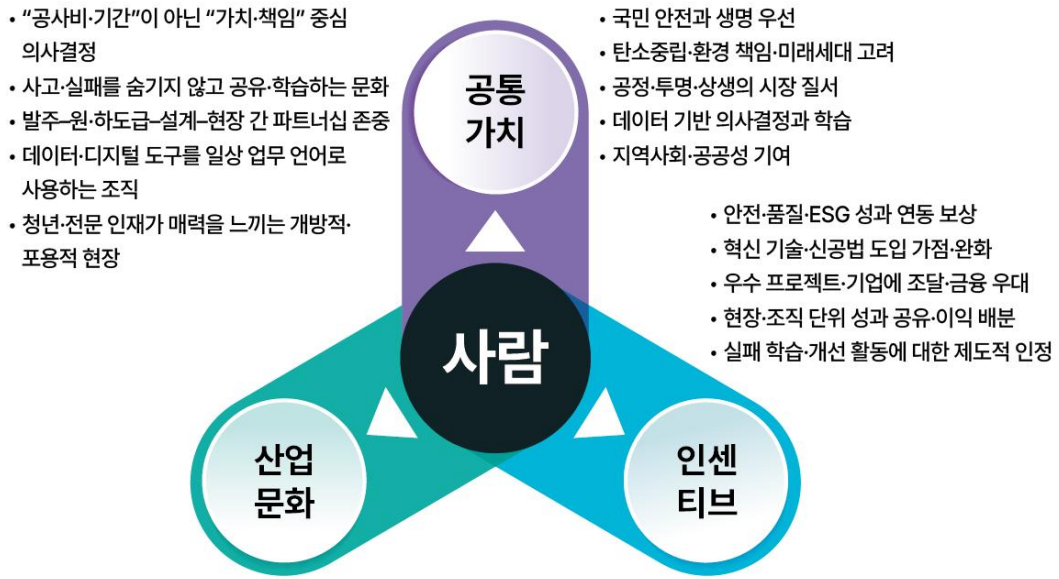 • “공사비·기간”이 아닌 “가치·책임” 중심
의사결정
• 사고·실패를 숨기지 않고 공유·학습하는 문화
• 발주–원·하도급–설계–현장 간 파트너십 존중
• 데이터·디지털 도구를 일상 업무 언어로
사용하는 조직
• 청년·전문 인재가 매력을 느끼는 개방적·
포용적 현장
공통
가치
• 국민 안전과 생명 우선
• 탄소중립·환경 책임·미래세대 고려
• 공정·투명·상생의 시장 질서
• 데이터 기반 의사결정과 학습
• 지역사회·공공성 기여
• 안전·품질·ESG 성과 연동 보상
• 혁신 기술·신공법 도입 가점·완화
• 우수 프로젝트·기업에 조달·금융 우대
• 현장·조직 단위 성과 공유·이익 배분
• 실패 학습·개선 활동에 대한 제도적 인정
사람
산업
문화
인센
티브